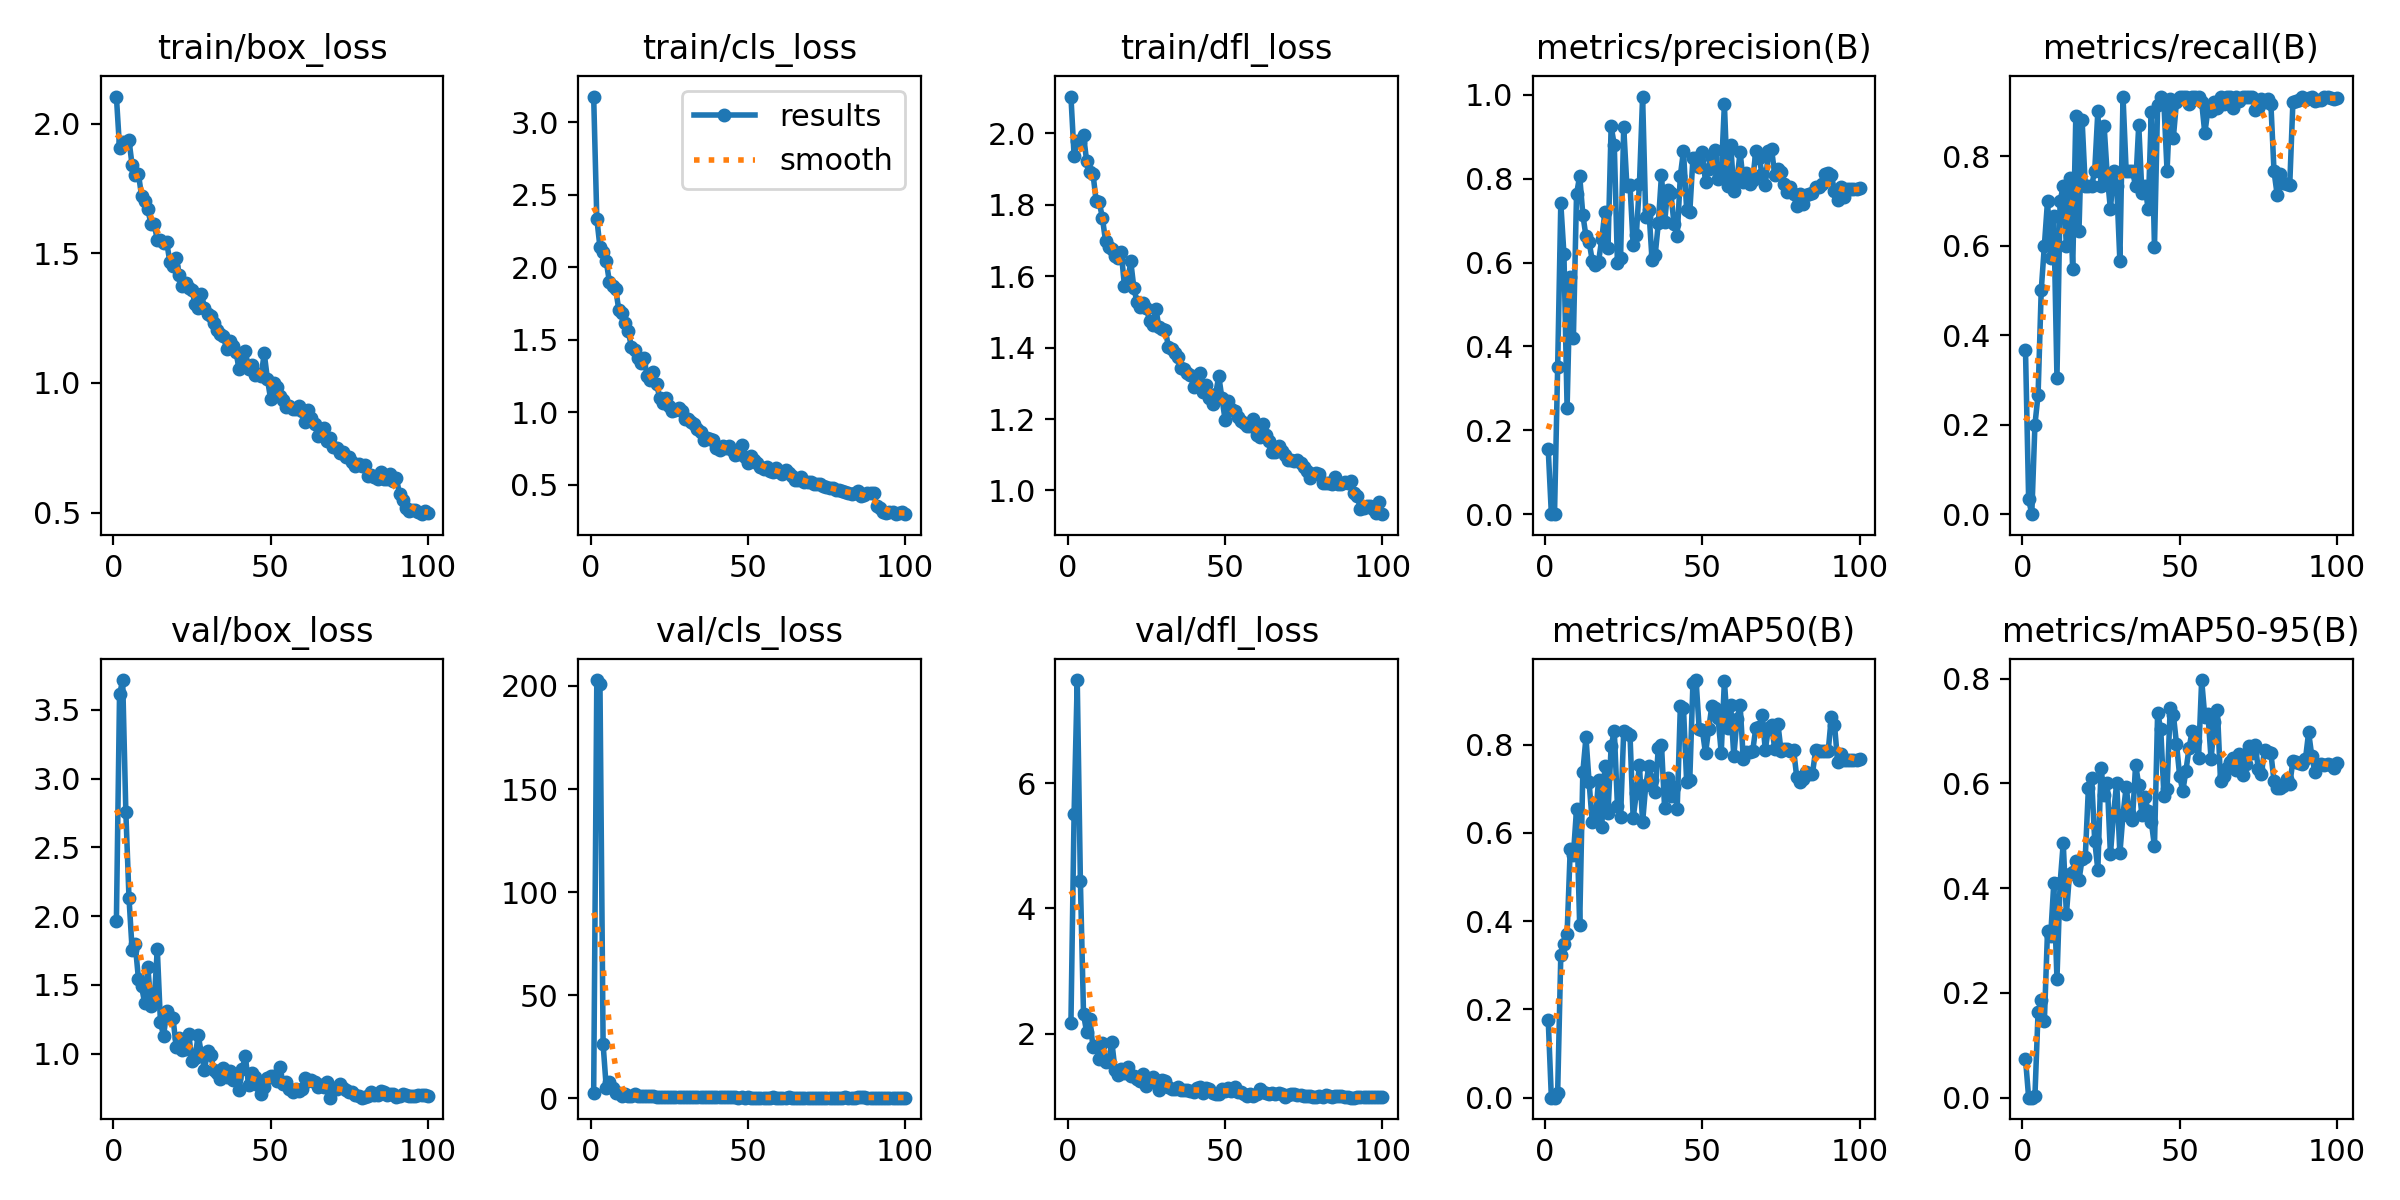 train/box_loss
2.0
1.5
1.0
0.5
0 50 100
train/cls_loss
results
smooth
3.0
2.5
2.0
1.5
1.0
0.5
0 50 100
train/dfl_loss
2.0
1.8
1.6
1.4
1.2
1.0
0 50 100
metrics/precision(B)
1.0
0.8
0.6
0.4
0.2
0.0
0 50 100
metrics/recall(B)
0.8
0.6
0.4
0.2
0.0
0 50 100
val/box_loss
3.5
3.0
2.5
2.0
1.5
1.0
0 50 100
val/cls_loss
200
150
100
50
0
0 50 100
val/dfl_loss
6
4
2
0 50 100
metrics/mAP50(B)
0.8
0.6
0.4
0.2
0.0
0 50 100
metrics/mAP50-95(B)
0.8
0.6
0.4
0.2
0.0
0 50 100